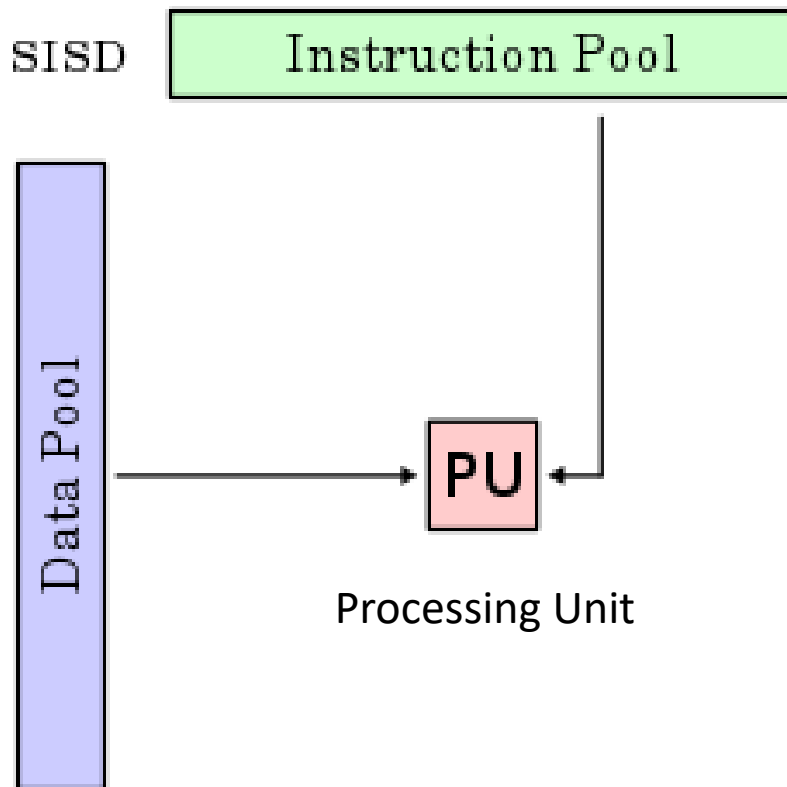 SISD
Instruction Pool
Data Pool
PU
Processing Unit